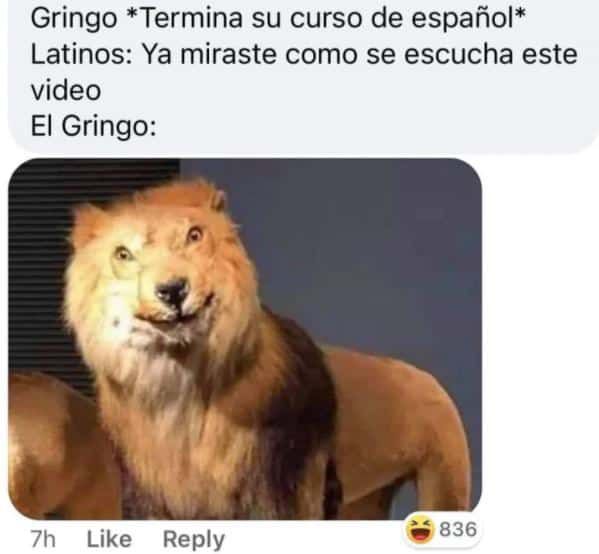 Gringo *Termina su curso de español*
Latinos: Ya miraste como se escucha este
video
El Gringo:
7h Like Reply 836